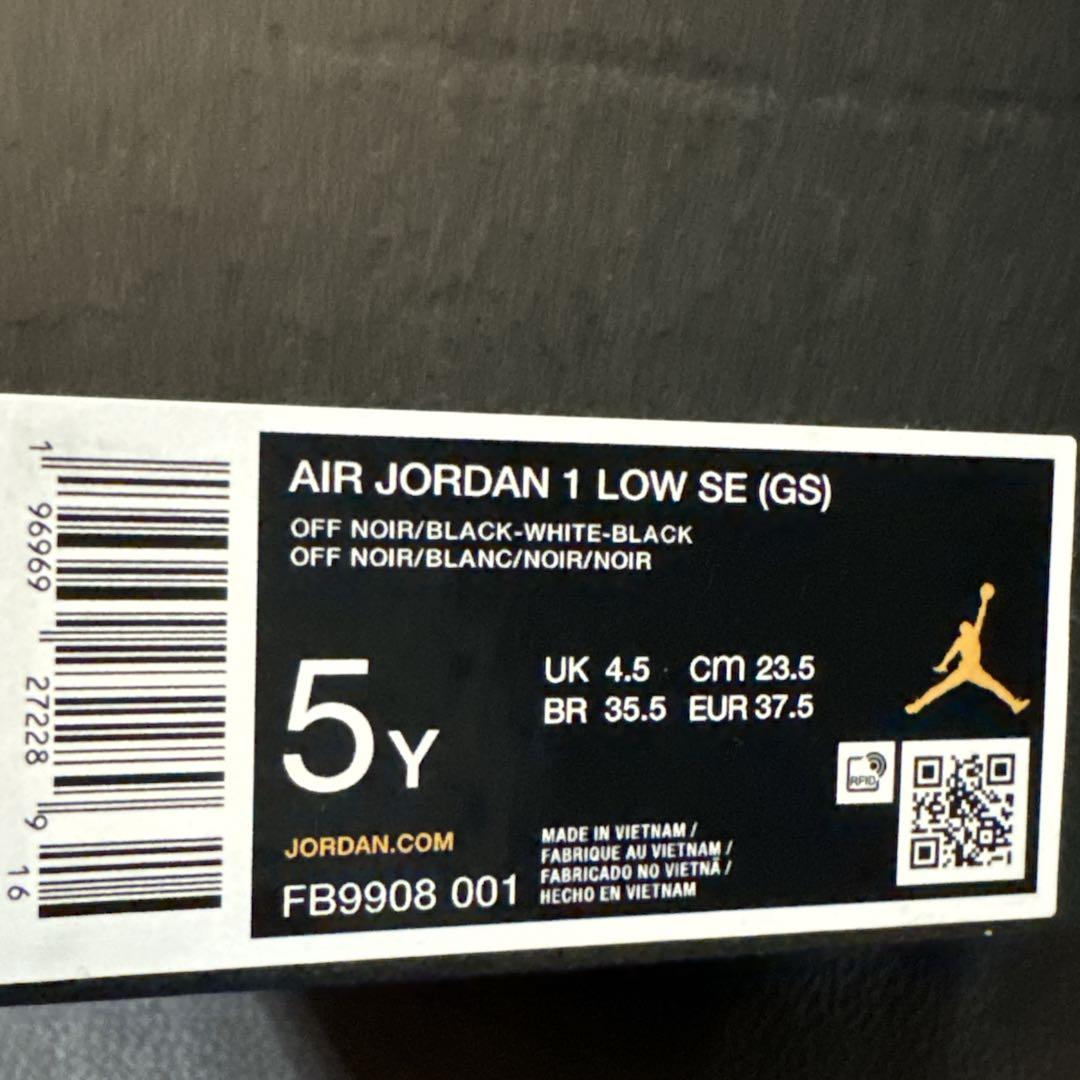 1 96969 27228 9 16
AIR JORDAN 1 LOW SE (GS)
OFF NOIR/BLACK-WHITE-BLACK
OFF NOIR/BLANC/NOIR/NOIR
5Y
UK 4.5 CM 23.5
BR 35.5 EUR 37.5
RFID
JORDAN.COM
FB9908 001
MADE IN VIETNAM /
FABRIQUE AU VIETNAM /
FABRICADO NO VIETNÃ /
HECHO EN VIETNAM